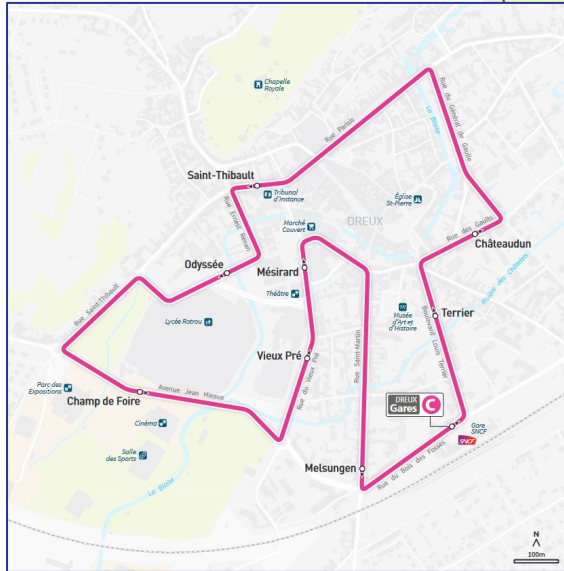 Chapelle
Royale
Rue Parisis
Rue du Général de Gaulle
La Blaise
Saint-Thibault
Tribunal
d'Instance
Église
St-Pierre
Rue Ernest Renan
Marché
Couvert
DREUX
Rue des Gaults
Châteaudun
Odyssée
Mésirard
Rue Saint-Thibault
Théâtre
Musée
d'Art et
d'Histoire
Terrier
Lycée Rotrou
Boulevard Louis Terrier
Rue Saint-Martin
Vieux Pré
Rue du Vieux Pré
Parc des
Expositions
Avenue Jean Hieaux
Champ de Foire
DREUX
Gares
C
Cinéma
Gare
SNCF
SNCF
Salle
des Sports
Melsungen
Rue du Bois des Fosses
La Blaise
N
100m